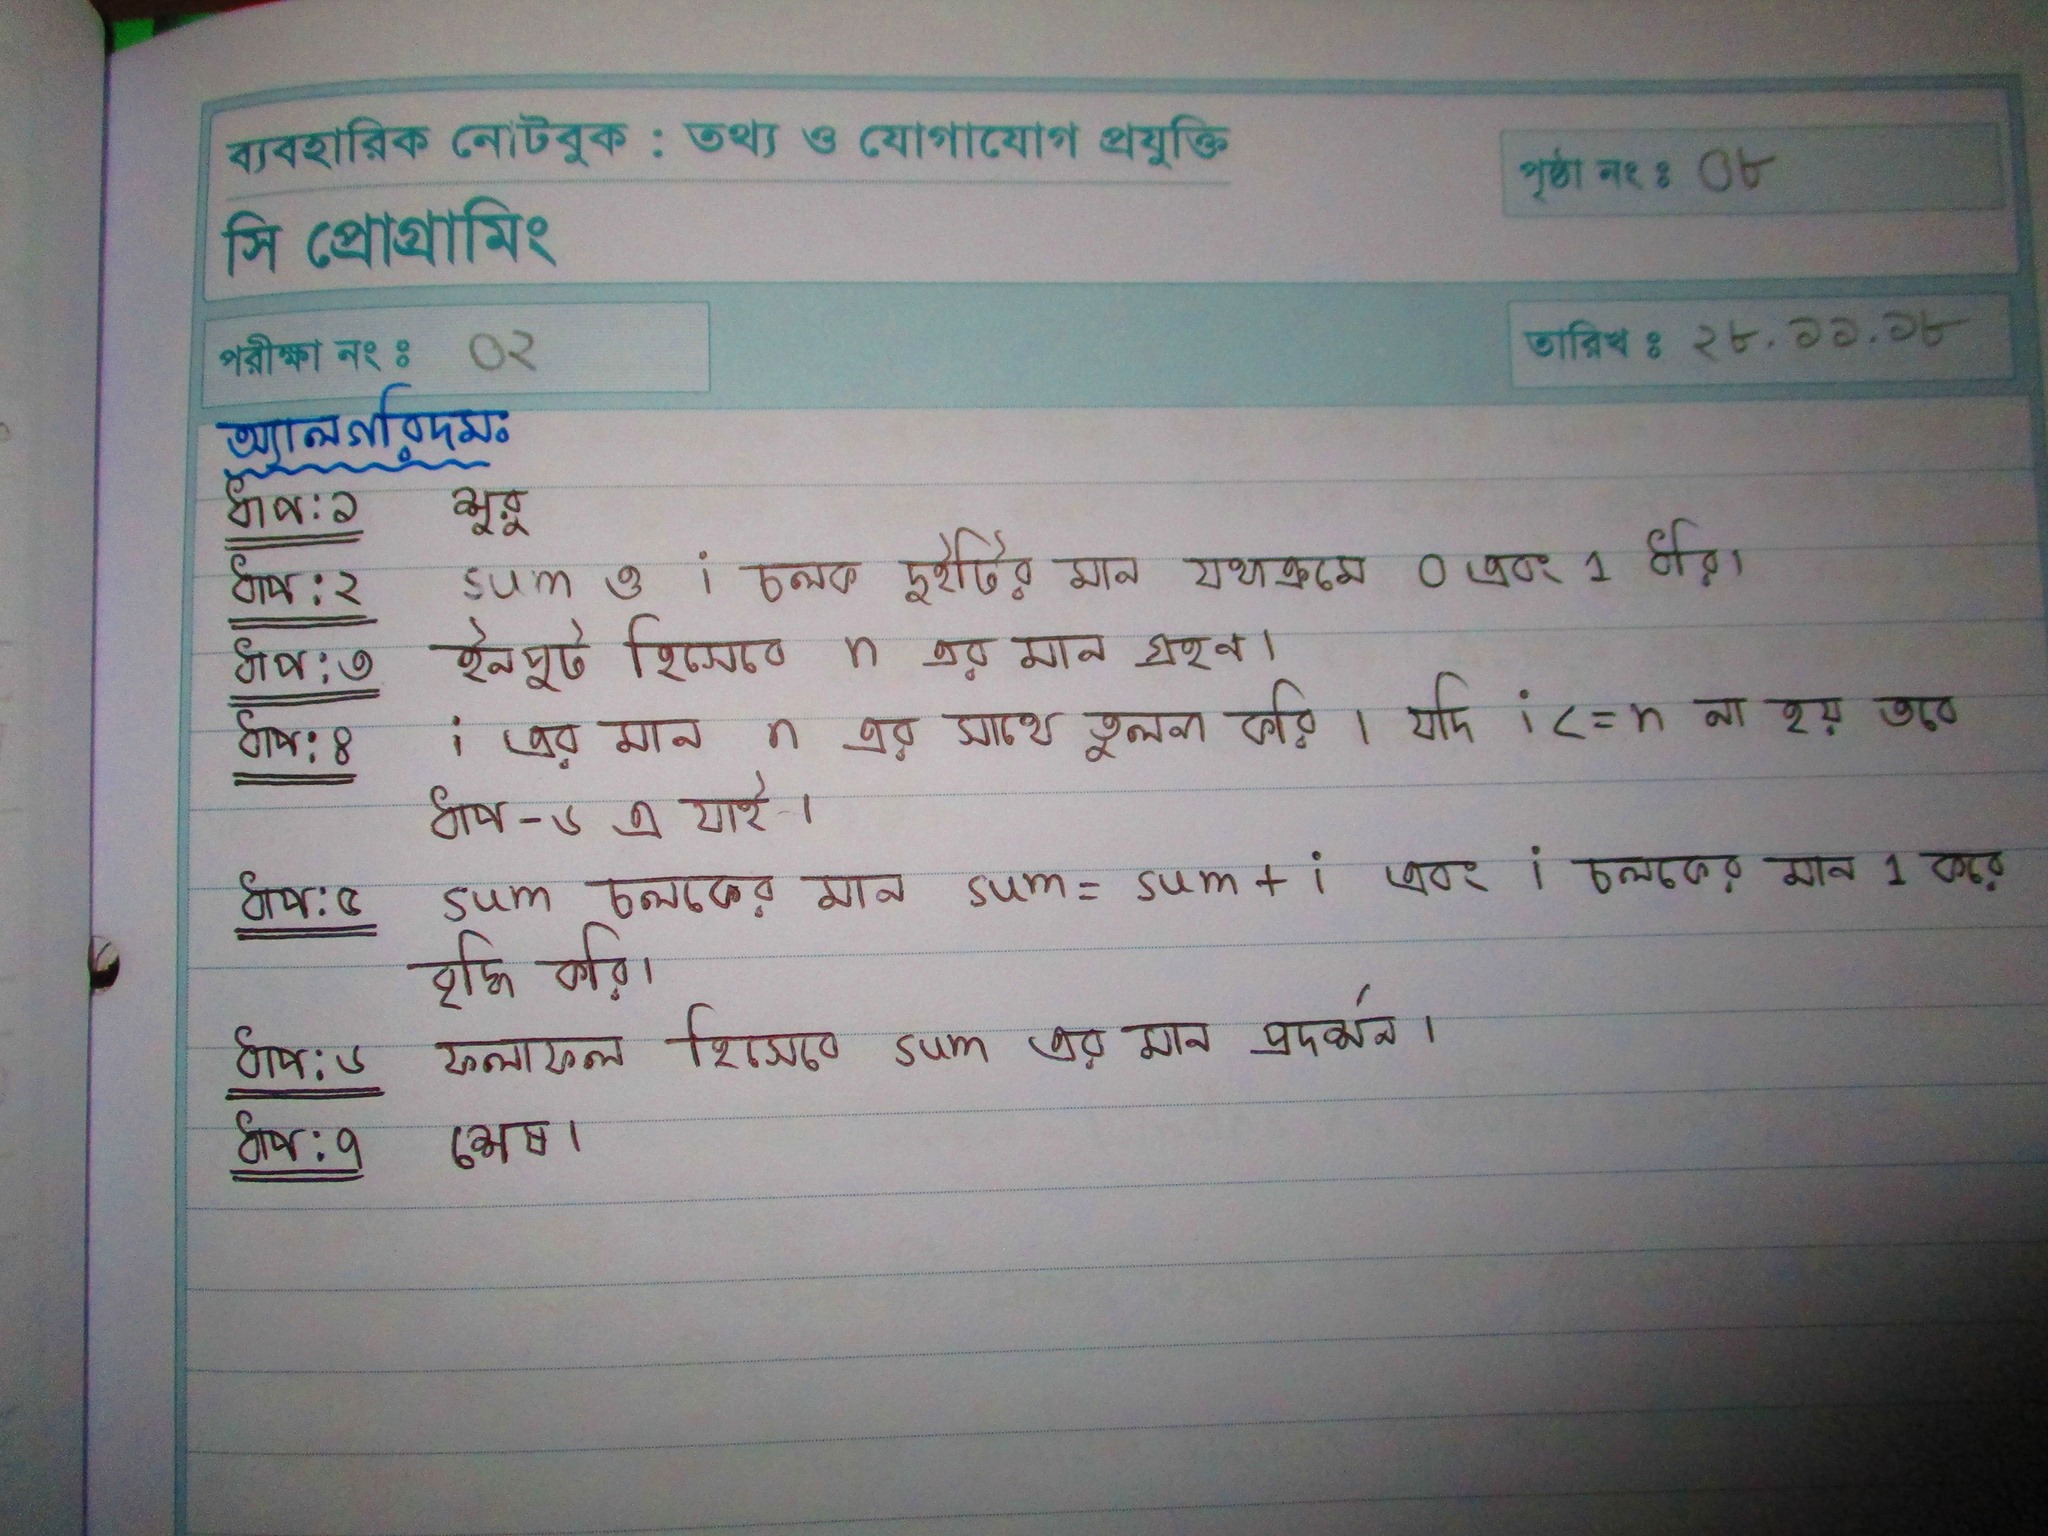 ব্যবহারিক নোটবুক : তথ্য ও যোগাযোগ প্রযুক্তি
পৃষ্ঠা নং ঃ ০৮
সি প্রোগ্রামিং
পরীক্ষা নং ঃ ০২
তারিখ ঃ ২৮.১১.১৮
অ্যালগরিদমঃ
ধাপ:১ শুরু
ধাপ:২ sum ও i চলক দুইটির মান যথাক্রমে 0 এবং 1 ধরি।
ধাপ:৩ ইনপুট হিসেবে n এর মান গ্রহণ।
ধাপ:৪ i এর মান n এর সাথে তুলনা করি। যদি i<=n না হয় তবে
ধাপ-৬ এ যাই।
ধাপ:৫ sum চলকের মান sum= sum+i এবং i চলকের মান 1 করে
বৃদ্ধি করি।
ধাপ:৬ ফলাফল হিসেবে sum এর মান প্রদর্শন।
ধাপ:৭ শেষ।